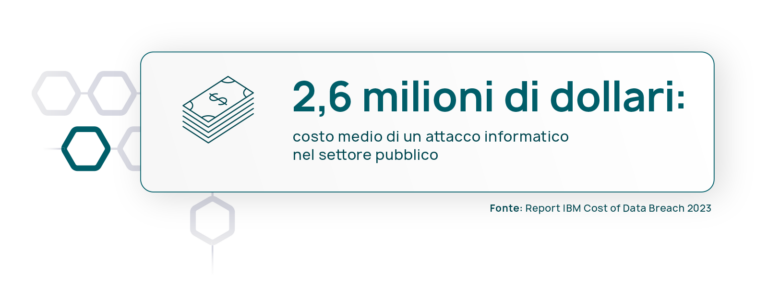 2,6 milioni di dollari:
costo medio di un attacco informatico
nel settore pubblico
Fonte: Report IBM Cost of Data Breach 2023